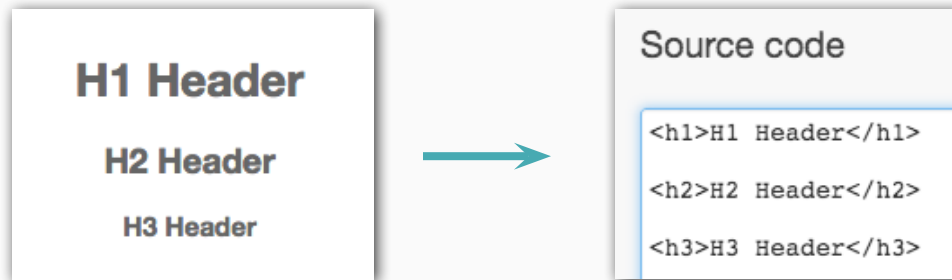 H1 Header
H2 Header
H3 Header
Source code
<h1>H1 Header</h1>
<h2>H2 Header</h2>
<h3>H3 Header</h3>